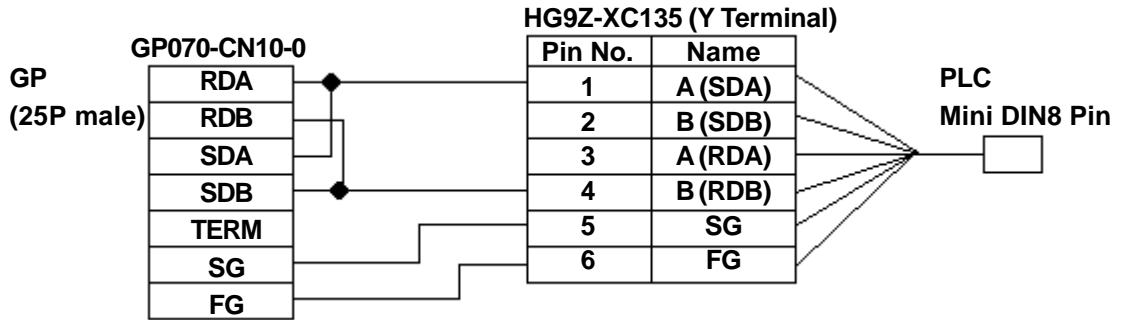 HG9Z-XC135 (Y Terminal)
GP070-CN10-0
Pin No. Name
GP RDA 1 A (SDA) PLC
(25P male) RDB 2 B (SDB) Mini DIN8 Pin
SDA 3 A (RDA)
SDB 4 B (RDB)
TERM 5 SG
SG 6 FG
FG